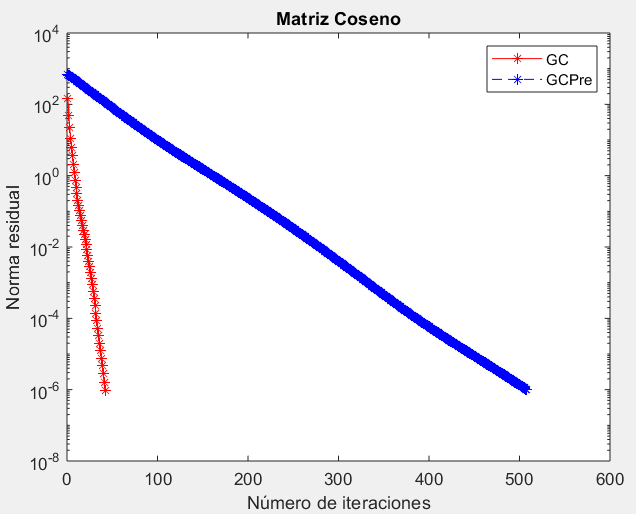 Matriz Coseno
GC
GCPre
10^4
10^2
10^0
10^-2
10^-4
10^-6
10^-8
Norma residual
0 100 200 300 400 500 600
Número de iteraciones